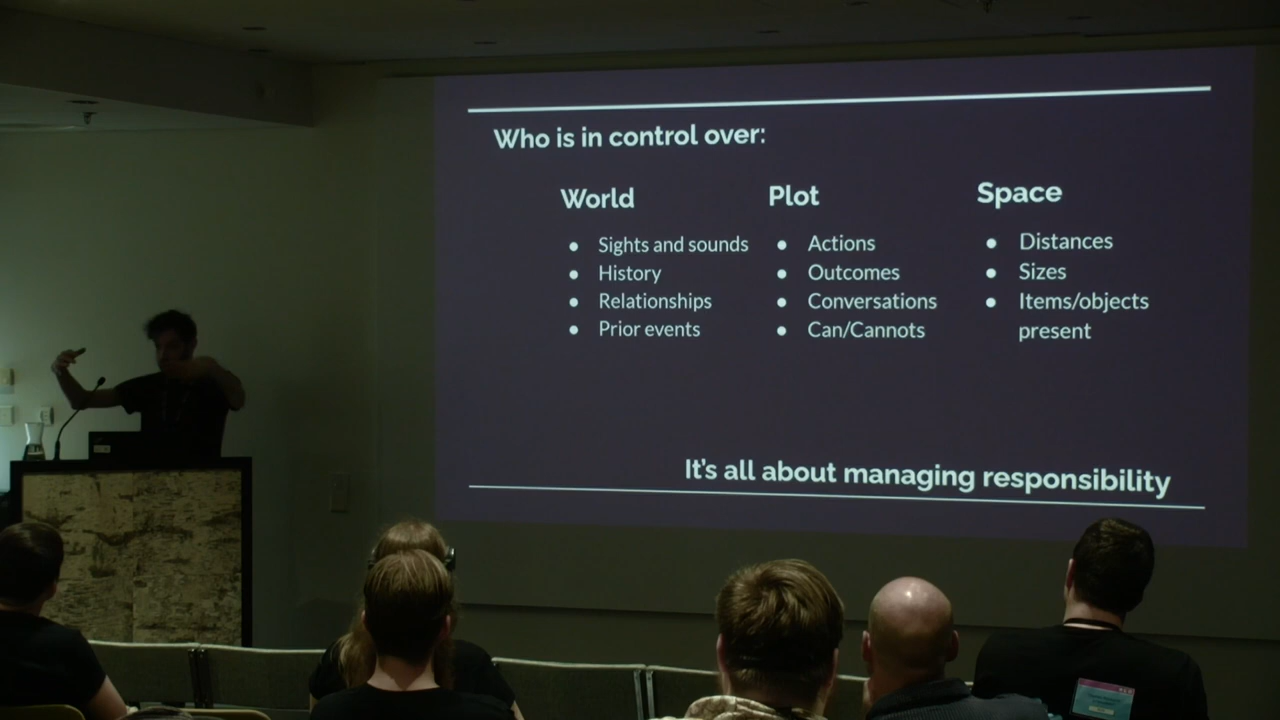 Who is in control over:
World
Sights and sounds
History
Relationships
Prior events
Plot
Actions
Outcomes
Conversations
Can/Cannots
Space
Distances
Sizes
Items/objects
present
It's all about managing responsibility